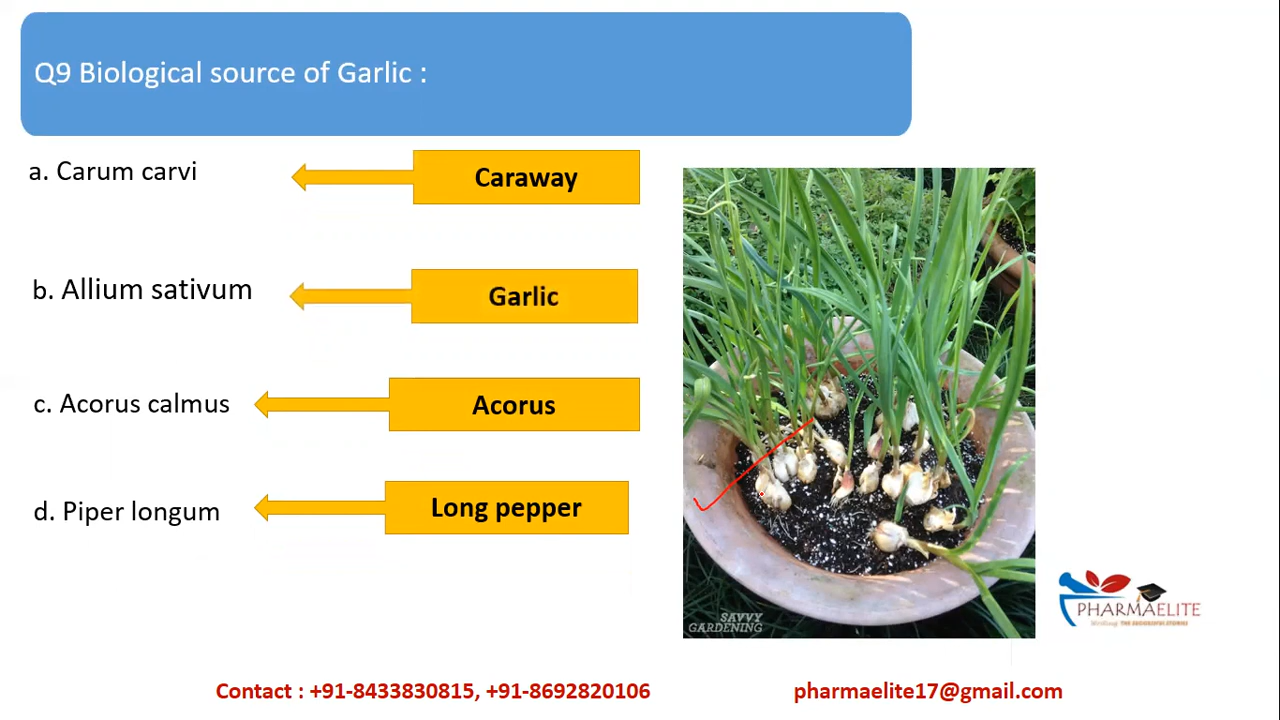 Q9 Biological source of Garlic :
a. Carum carvi
Caraway
b. Allium sativum
Garlic
c. Acorus calmus
Acorus
d. Piper longum
Long pepper
SAVVY
GARDENING
PHARMAELITE
Contact : +91-8433830815, +91-8692820106
pharmaelite17@gmail.com